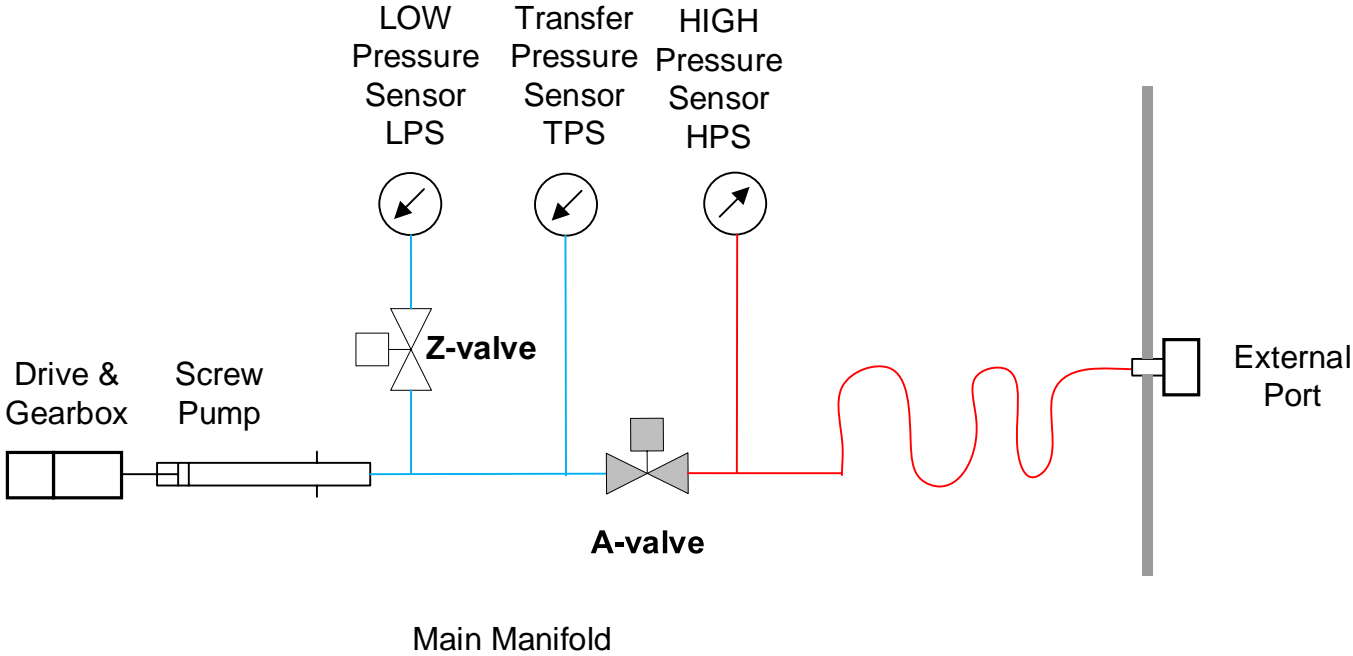 LOW
Pressure
Sensor
LPS
Transfer
Pressure
Sensor
TPS
HIGH
Pressure
Sensor
HPS
Z-valve
Drive &
Gearbox
Screw
Pump
External
Port
A-valve
Main Manifold